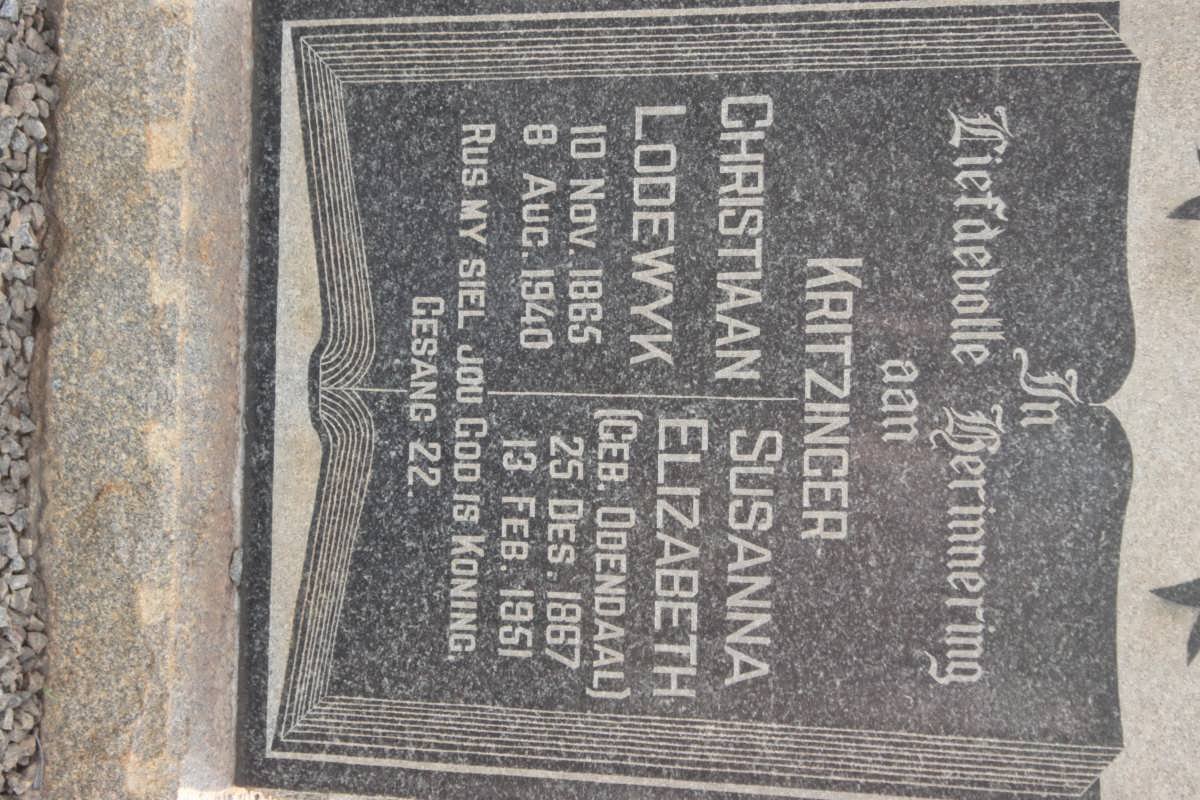 In
Liefdevolle Herinnering
aan
KRITZINGER
CHRISTIAAN
LODEWYK
10 NOV. 1865
8 AUG. 1940
SUSANNA
ELIZABETH
(GEB. ODENDAAL)
25 DES. 1867
13 FEB. 1951
RUS MY SIEL JOU GOD IS KONING,
GESANG 22.